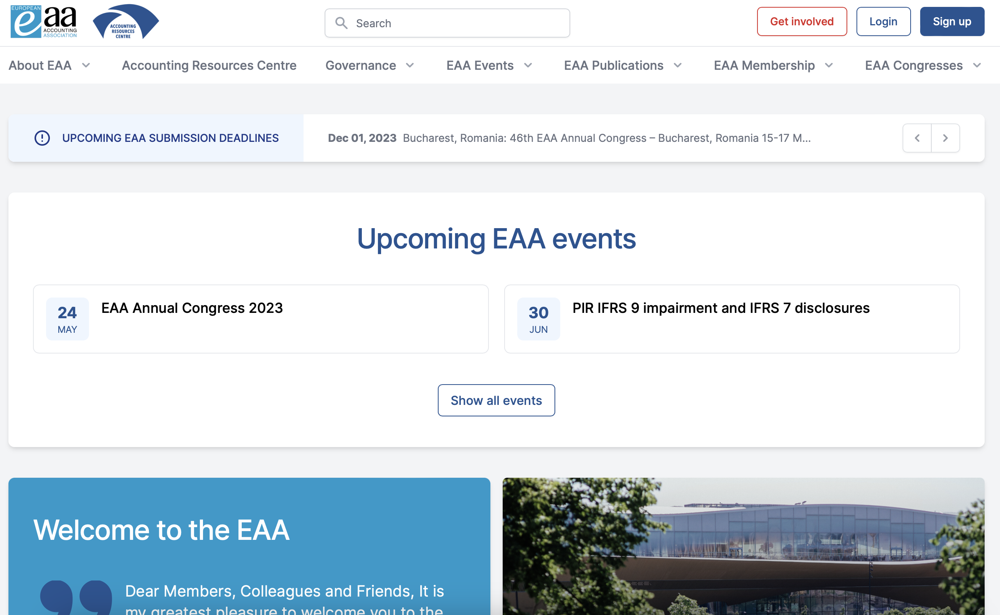 EUROPEAN
eaa
ACCOUNTING
ASSOCIATION
ACCOUNTING
RESOURCES
CENTRE
Search
Get involved
Login
Sign up
About EAA
Accounting Resources Centre
Governance
EAA Events
EAA Publications
EAA Membership
EAA Congresses
UPCOMING EAA SUBMISSION DEADLINES
Dec 01, 2023 Bucharest, Romania: 46th EAA Annual Congress – Bucharest, Romania 15-17 M...
Upcoming EAA events
24
MAY
EAA Annual Congress 2023
30
JUN
PIR IFRS 9 impairment and IFRS 7 disclosures
Show all events
Welcome to the EAA
Dear Members, Colleagues and Friends, It is
my greatest pleasure to welcome you to the